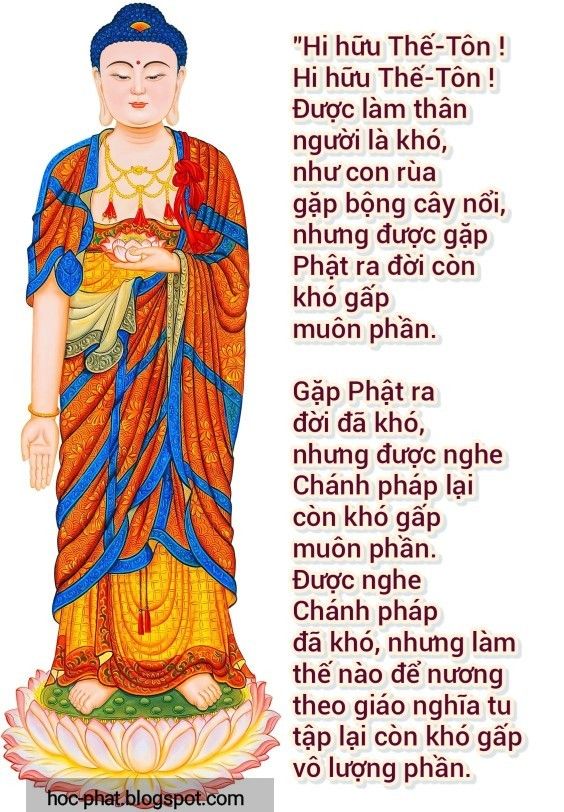 "Hi hữu Thế-Tôn !
Hi hữu Thế-Tôn !
Được làm thân
người là khó,
như con rùa
gặp bộng cây nổi,
nhưng được gặp
Phật ra đời còn
khó gấp
muôn phần.
Gặp Phật ra
đời đã khó,
nhưng được nghe
Chánh pháp lại
còn khó gấp
muôn phần.
Được nghe
Chánh pháp
đã khó, nhưng làm
thế nào để nương
theo giáo nghĩa tu
tập lại còn khó gấp
vô lượng phần.
hoc-phat.blogspot.com